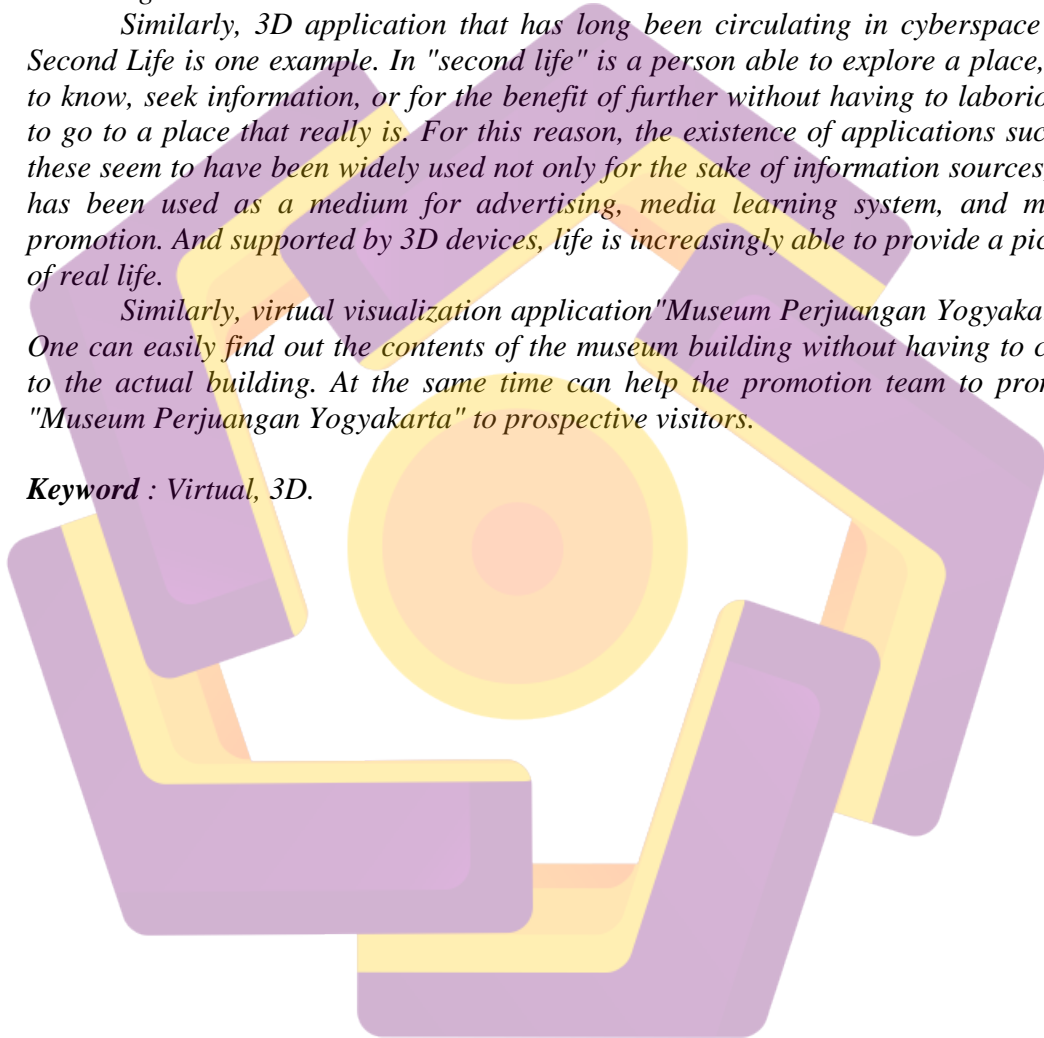 Similarly, 3D application that has long been circulating in cyberspace
Second Life is one example. In "second life" is a person able to explore a place,
to know, seek information, or for the benefit of further without having to
to go to a place that really is. For this reason, the existence of applications
these seem to have been widely used not only for the sake of information sources,
has been used as a medium for advertising, media learning system, and
promotion. And supported by 3D devices, life is increasingly able to provide a
of real life.
Similarly, virtual visualization application"Museum Perjuangan
One can easily find out the contents of the museum building without having to
to the actual building. At the same time can help the promotion team to
"Museum Perjuangan Yogyakarta" to prospective visitors.
Keyword : Virtual, 3D.